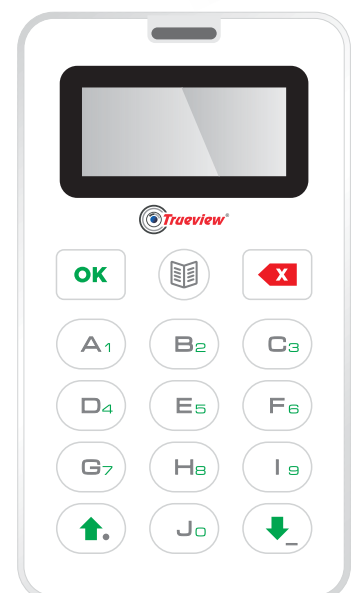 Trueview®
OK X
A1 B2 C3
D4 E5 F6
G7 H8 I9
. J0 _